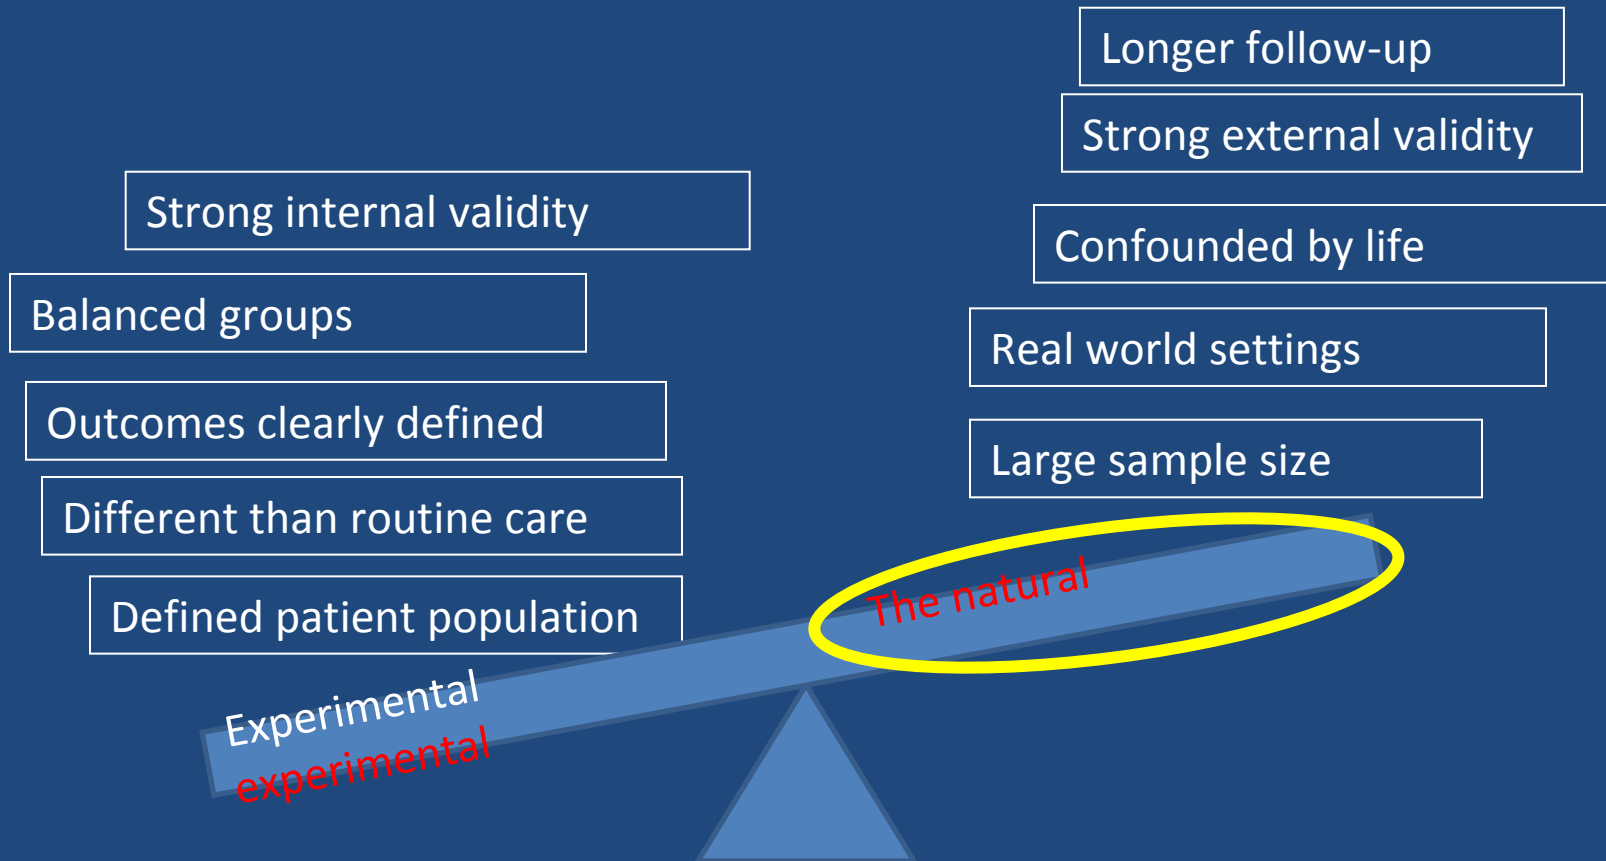 Longer follow-up
Strong external validity
Strong internal validity
Confounded by life
Balanced groups
Real world settings
Outcomes clearly defined
Large sample size
Different than routine care
Defined patient population
The natural
Experimental
experimental